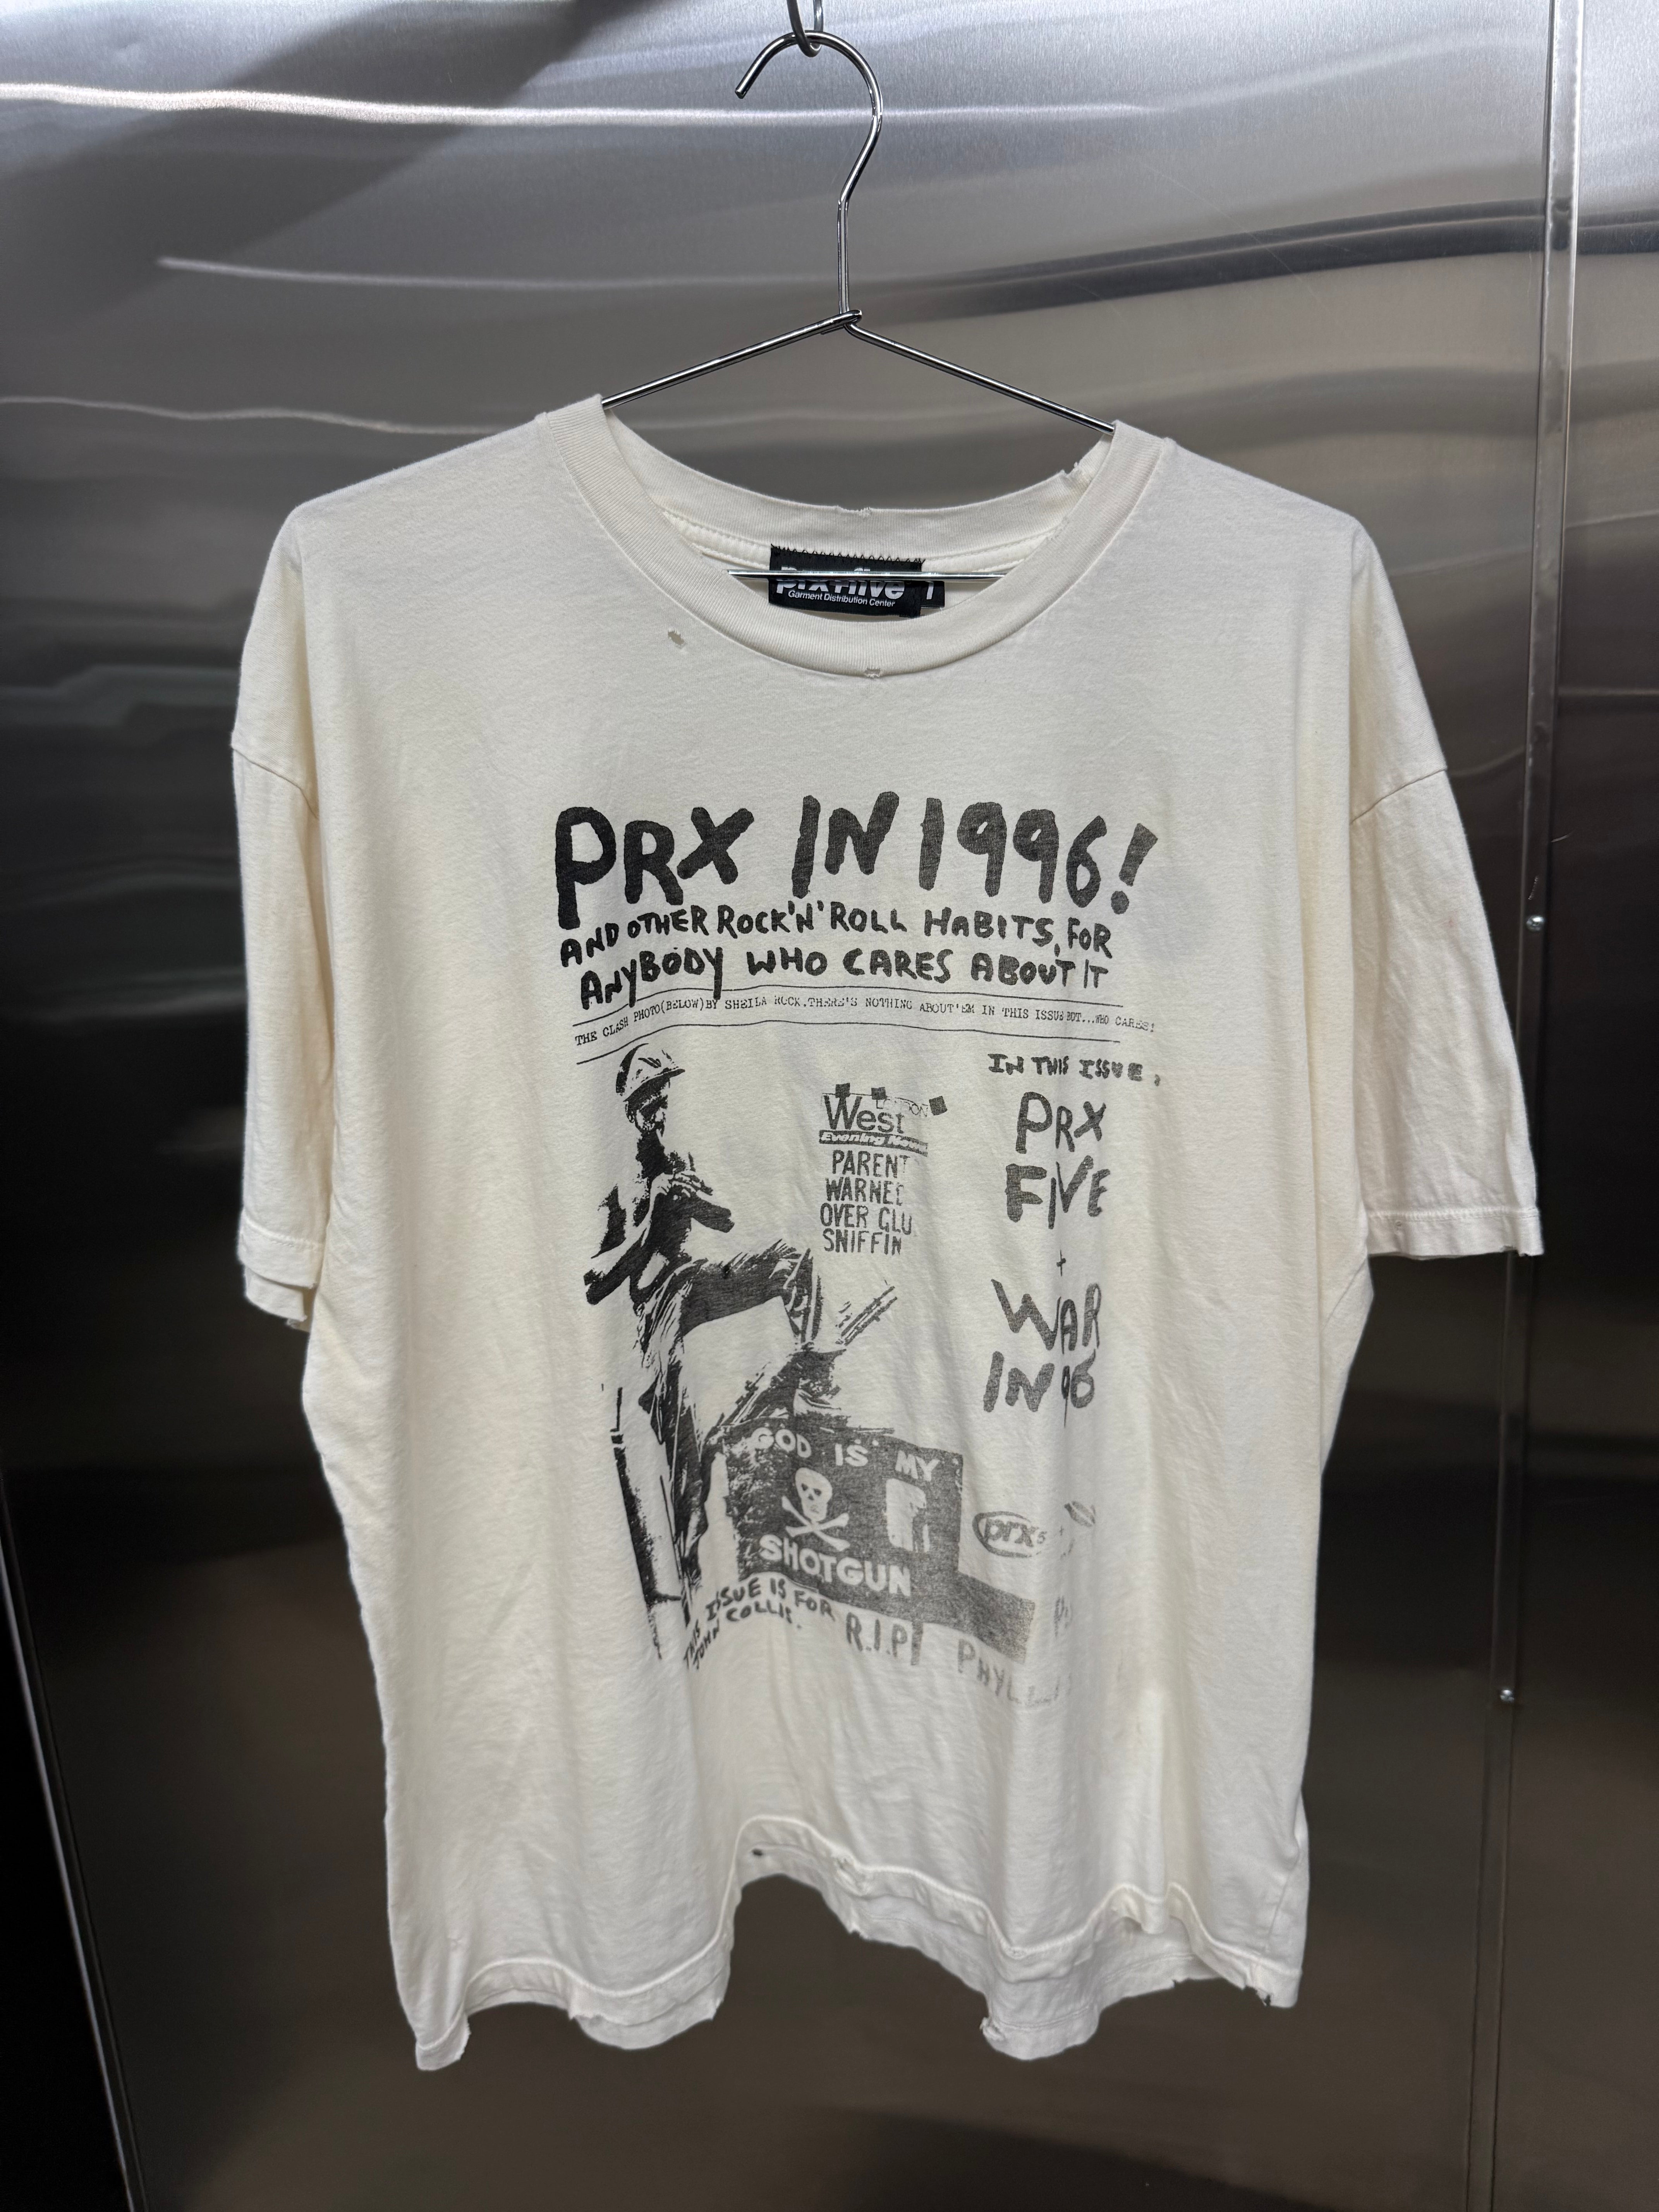 Garment Distribution Center
PRX IN 1996!
AND OTHER ROCK'N'ROLL HABITS, FOR
ANYBODY WHO CARES ABOUT IT
THE CLASH PHOTO(BELOW)BY SHEILA ROCK.THERE'S NOTHING ABOUT'EM IN THIS ISSUE BUT...WHO CARES!
IN THIS ISSUE,
PRX
FIVE
+
WAR
IN 96
LONDON
West
Evening News
PARENT
WARNED
OVER GLU
SNIFFIN
GOD IS MY
SHOTGUN
prx5
THIS ISSUE IS FOR
JOHN COLLIS.
R.I.P!